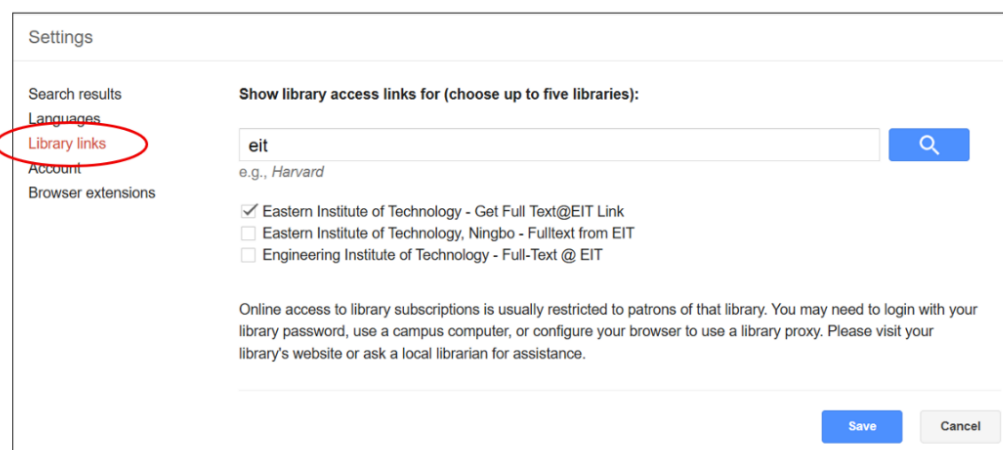 Settings
Search results
Languages
Library links
Account
Browser extensions
Show library access links for (choose up to five libraries):
eit
e.g., Harvard
Eastern Institute of Technology - Get Full Text@EIT Link
Eastern Institute of Technology, Ningbo - Fulltext from EIT
Engineering Institute of Technology - Full-Text @ EIT
Online access to library subscriptions is usually restricted to patrons of that library. You may need to login with your
library password, use a campus computer, or configure your browser to use a library proxy. Please visit your
library's website or ask a local librarian for assistance.
Save
Cancel